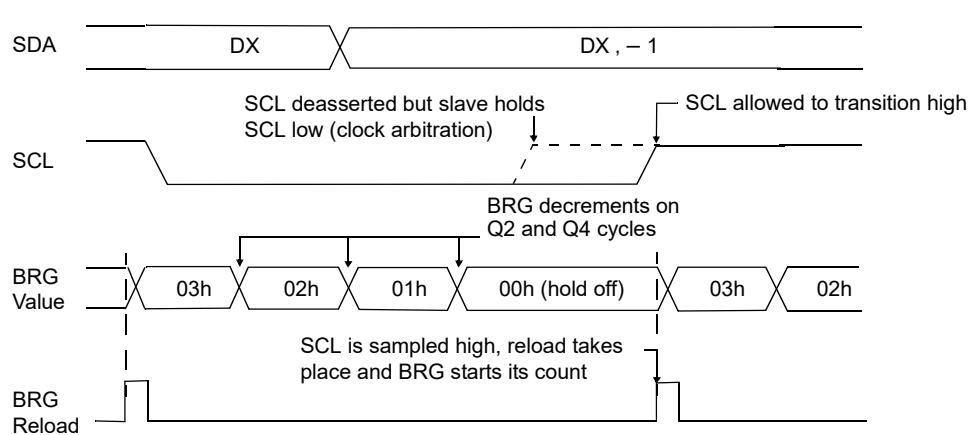 SDA
DX
DX , – 1
SCL deasserted but slave holds
SCL low (clock arbitration)
SCL allowed to transition high
SCL
BRG decrements on
Q2 and Q4 cycles
BRG
Value
03h
02h
01h
00h (hold off)
03h
02h
SCL is sampled high, reload takes
place and BRG starts its count
BRG
Reload